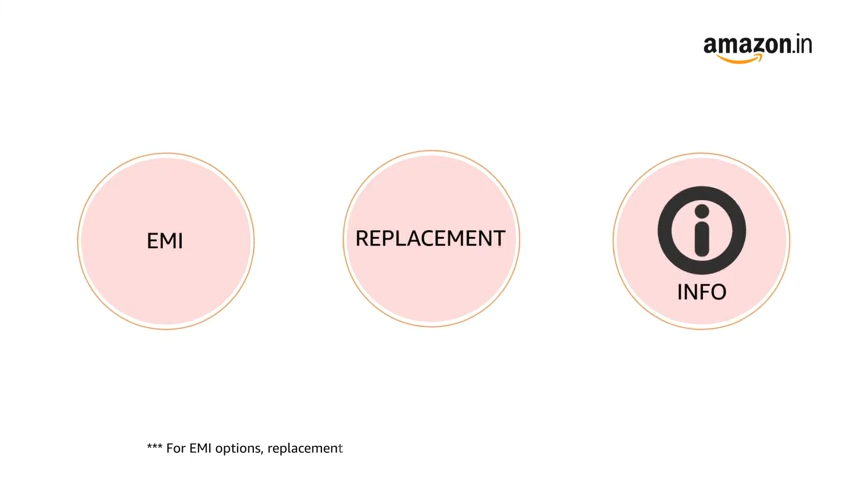 amazon.in
EMI
REPLACEMENT
INFO
*** For EMI options, replacement